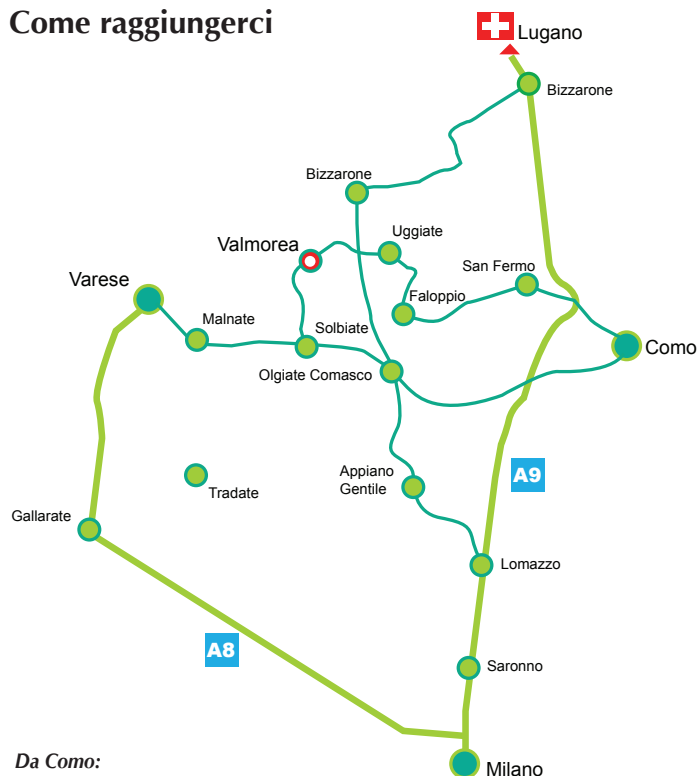 Come raggiungerci
Lugano
Bizzarone
Bizzarone
Uggiate
Valmorea
San Fermo
Varese
Faloppio
Malnate
Solbiate
Como
Olgiate Comasco
Appiano
Gentile
A9
Tradate
Gallarate
Lomazzo
A8
Saronno
Da Como:
Milano